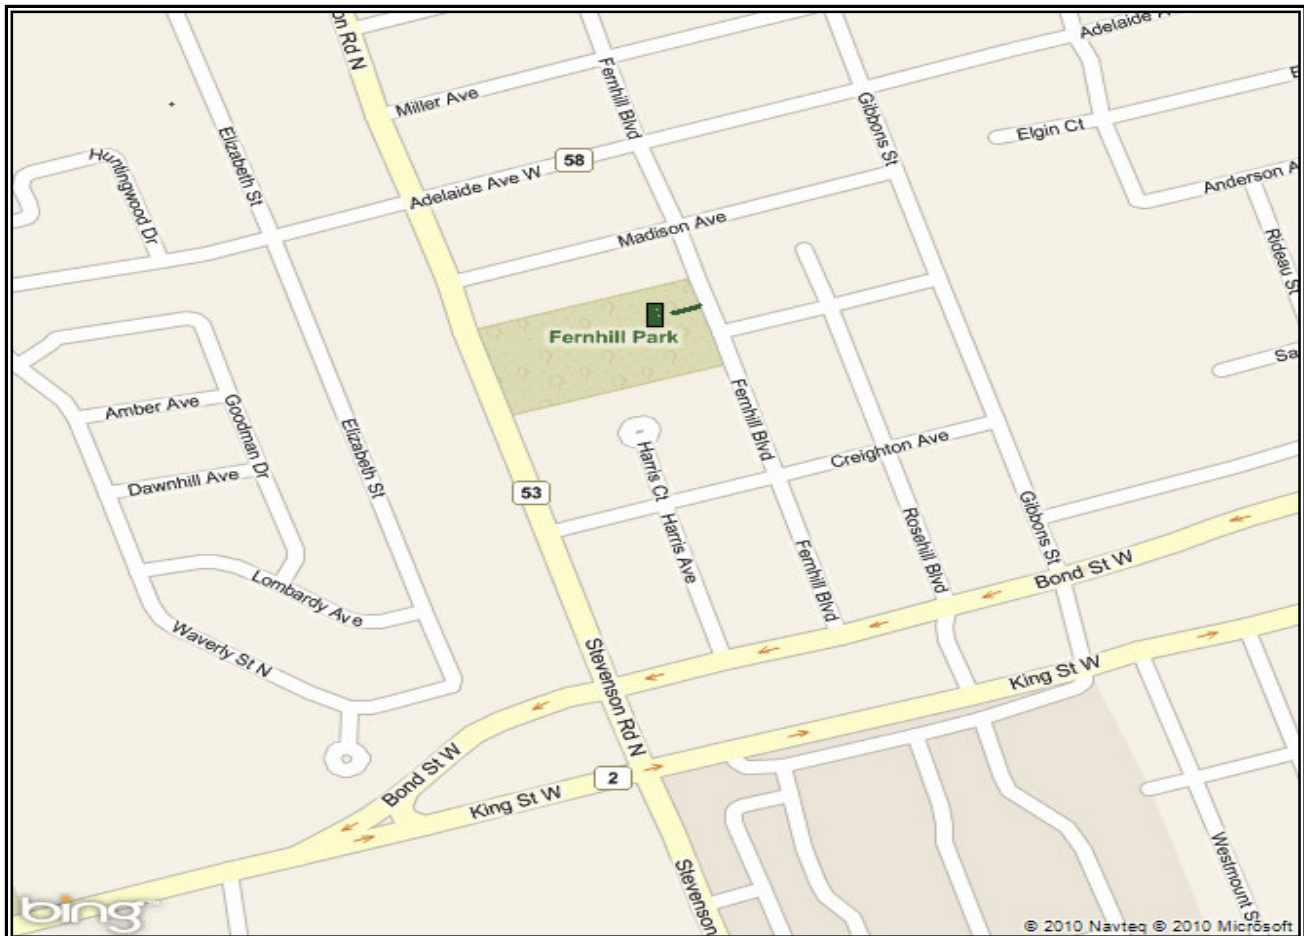 on Rd N
Adelaide A
Miller Ave
Fernhill Blvd
Gibbons St
E
Elgin Ct
Elizabeth St
Huntingwood Dr
58
Adelaide Ave W
Anderson A
Madison Ave
Rideau St
Fernhill Park
Sa
Amber Ave
Goodman Dr
Fernhill Blvd
Elizabeth St
Creighton Ave
Harris Ct
Dawnhill Ave
53
Gibbons St
Rosehill Blvd
Harris Ave
Fernhill Blvd
Bond St W
Lombardy Ave
Waverly St N
Stevenson Rd N
King St W
Bond St W
2
King St W
Westmount S
Stevenson
bing™
© 2010 Navteq © 2010 Microsoft